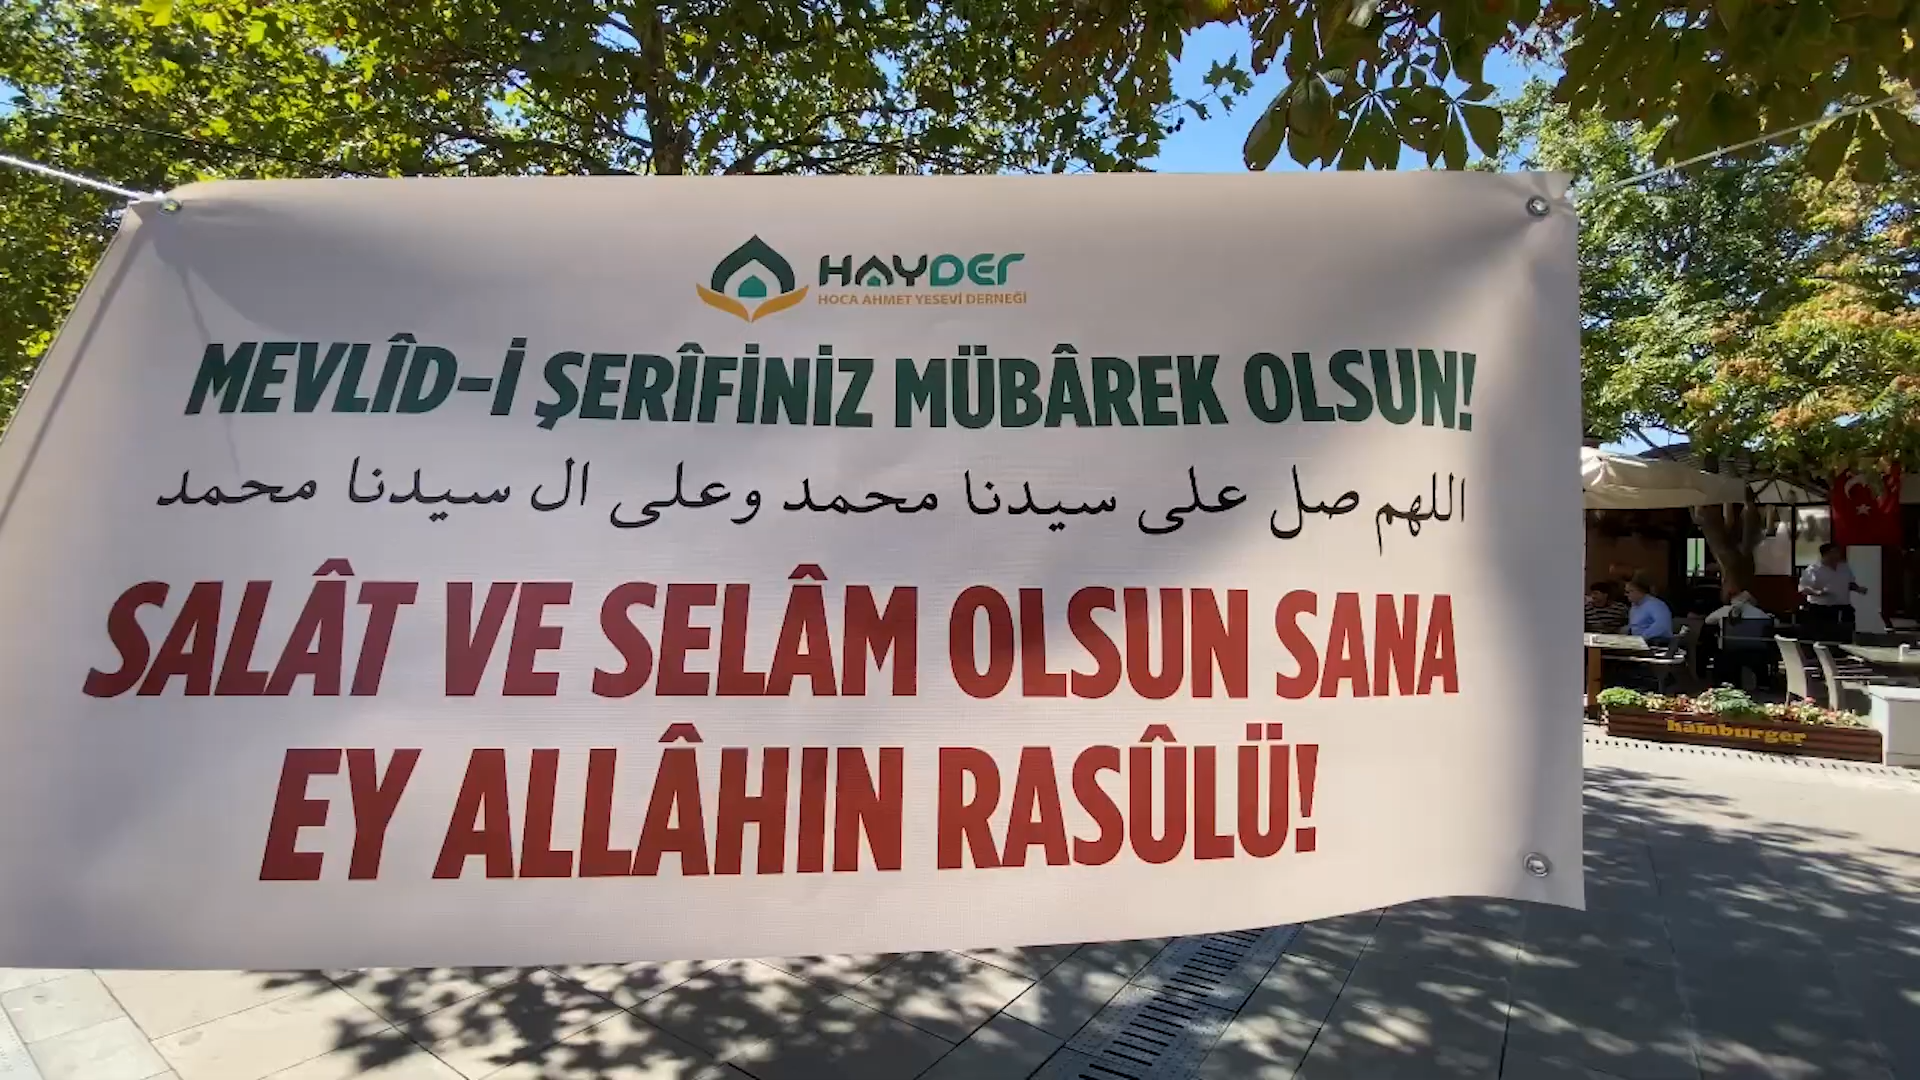 HAYDER
HOCA AHMET YESEVİ DERNEĞİ
MEVLÎD-İ ŞERÎFİNİZ MÜBÂREK OLSUN!
اللهم صل على سيدنا محمد وعلى ال سيدنا محمد
SALÂT VE SELÂM OLSUN SANA
EY ALLÂHIN RASÛLÜ!
hamburger